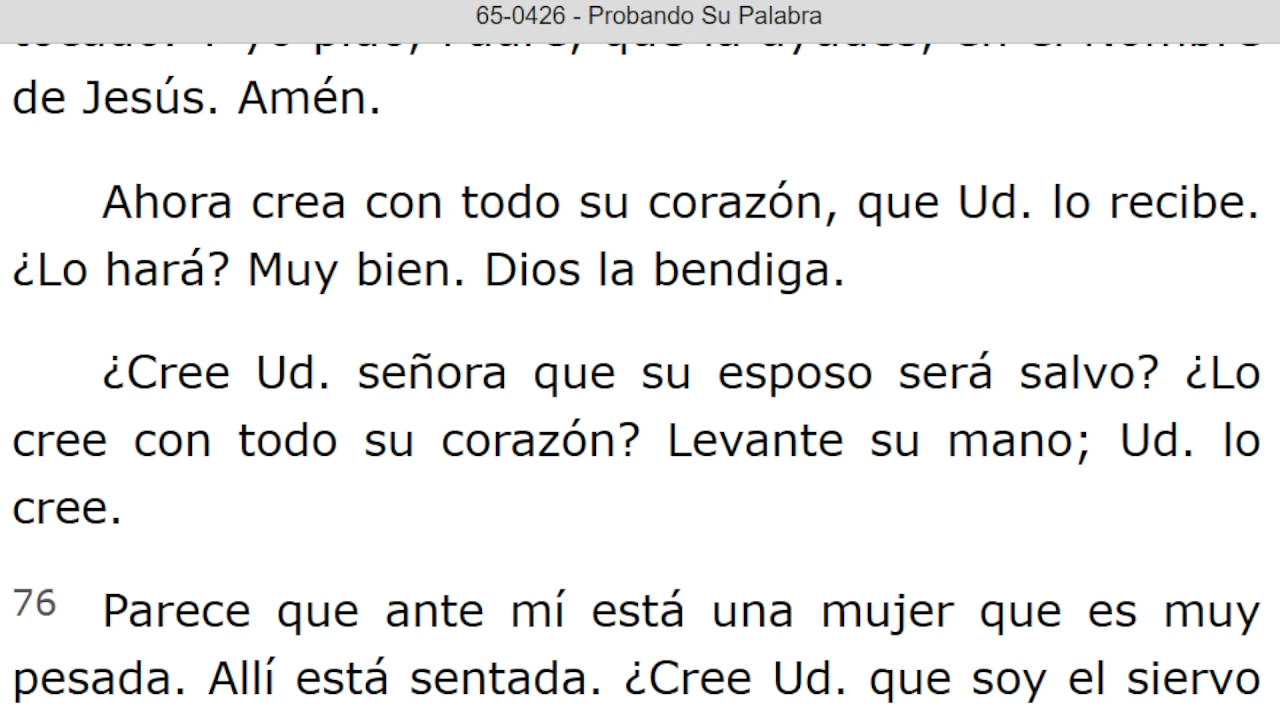 65-0426 - Probando Su Palabra
de Jesús. Amén.
Ahora crea con todo su corazón, que Ud. lo recibe.
¿Lo hará? Muy bien. Dios la bendiga.
¿Cree Ud. señora que su esposo será salvo? ¿Lo
cree con todo su corazón? Levante su mano; Ud. lo
cree.
76 Parece que ante mí está una mujer que es muy
pesada. Allí está sentada. ¿Cree Ud. que soy el siervo